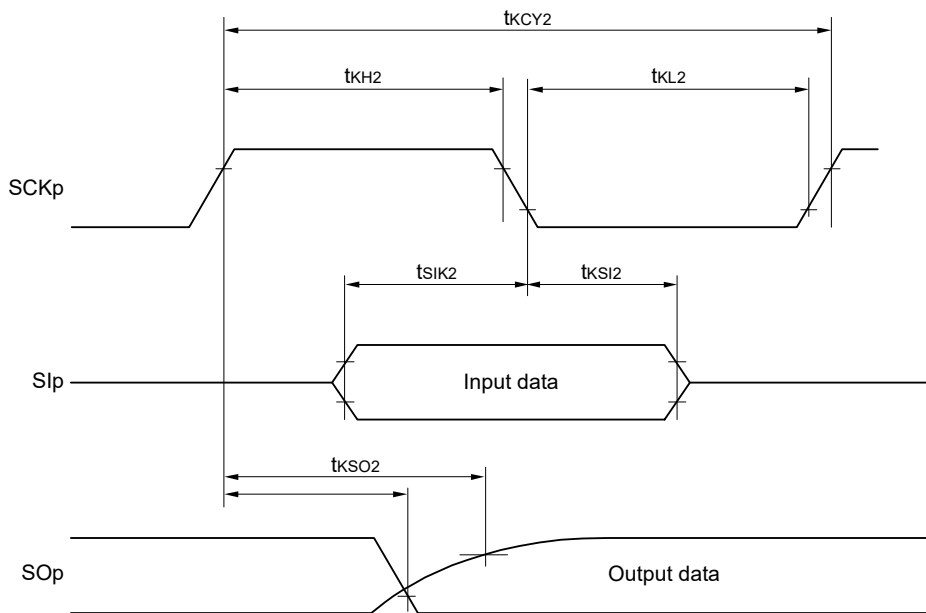 tKCY2
tKH2
tKL2
SCKp
tSIK2
tKSI2
SIp
Input data
tKSO2
SOp
Output data